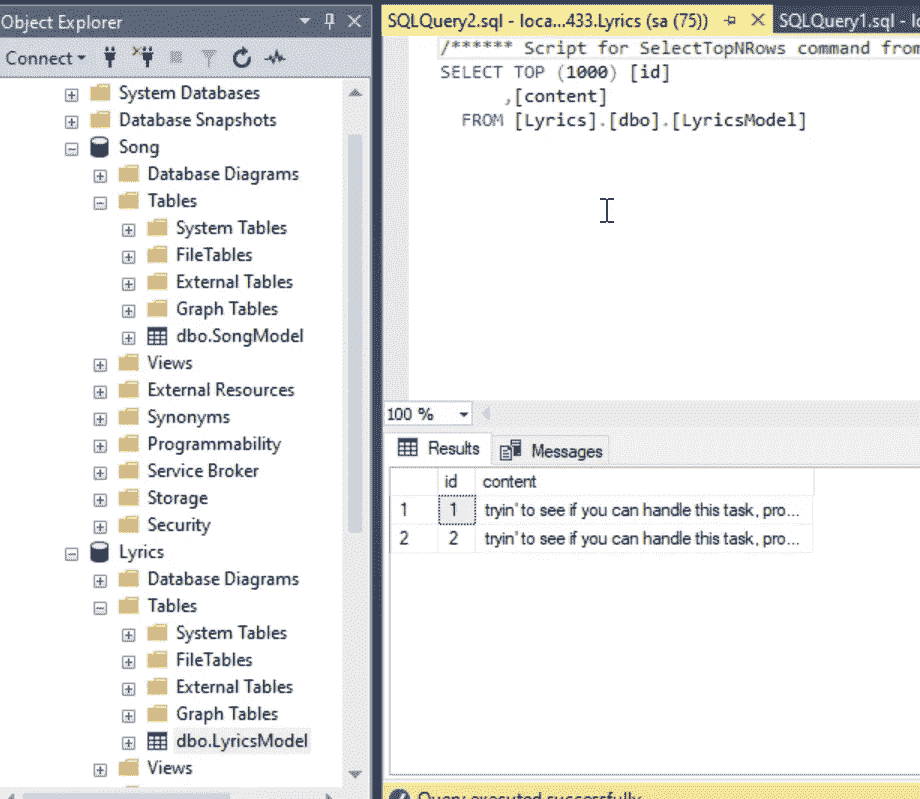 Object Explorer
Connect
System Databases
Database Snapshots
Song
Database Diagrams
Tables
System Tables
FileTables
External Tables
Graph Tables
dbo.SongModel
Views
External Resources
Synonyms
Programmability
Service Broker
Storage
Security
Lyrics
Database Diagrams
Tables
System Tables
FileTables
External Tables
Graph Tables
dbo.LyricsModel
Views
SQLQuery2.sql - loca...433.Lyrics (sa (75)) SQLQuery1.sql - lo
/****** Script for SelectTopNRows command from
SELECT TOP (1000) [id]
,[content]
FROM [Lyrics].[dbo].[LyricsModel]
100 %
Results Messages
id content
1 1 tryin' to see if you can handle this task, pro...
2 2 tryin' to see if you can handle this task, pro...
Query executed successfully